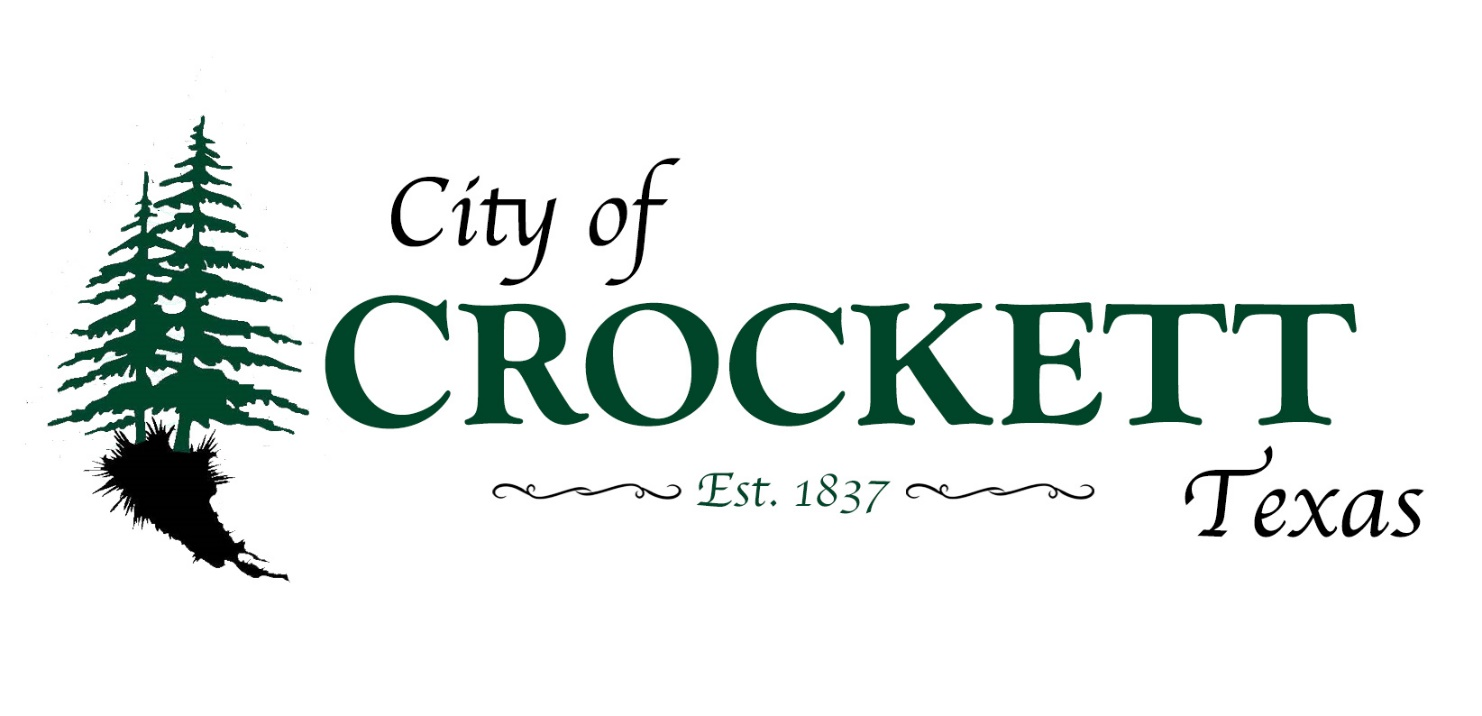 City of
CROCKETT
Est. 1837
Texas